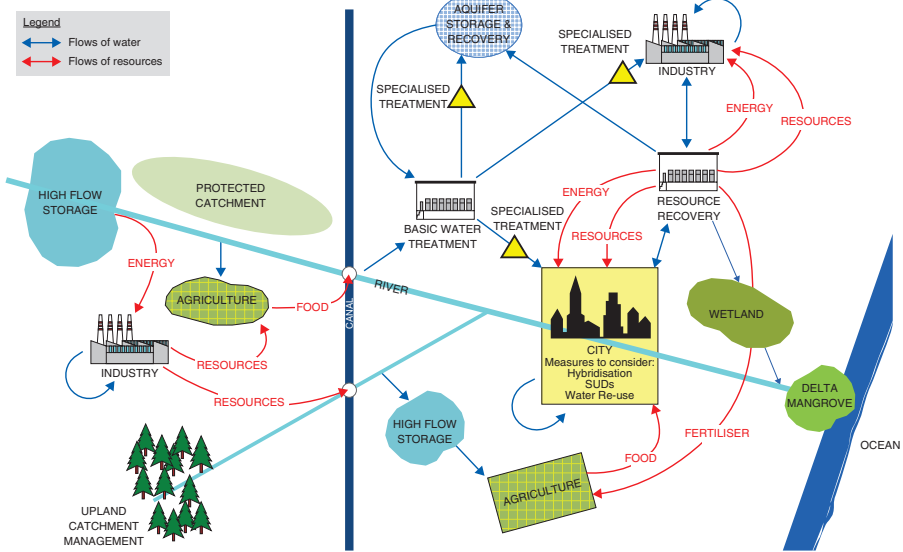 Legend
Flows of water
Flows of resources
AQUIFER
STORAGE &
RECOVERY
SPECIALISED
TREATMENT
INDUSTRY
SPECIALISED
TREATMENT
ENERGY
RESOURCES
HIGH FLOW
STORAGE
PROTECTED
CATCHMENT
BASIC WATER
TREATMENT
SPECIALISED
TREATMENT
ENERGY
RESOURCES
RESOURCE
RECOVERY
ENERGY
AGRICULTURE
FOOD
CANAL
RIVER
WETLAND
INDUSTRY
RESOURCES
RESOURCES
CITY
Measures to consider:
Hybridisation
SUDs
Water Re-use
DELTA
MANGROVE
HIGH FLOW
STORAGE
FERTILISER
OCEAN
FOOD
AGRICULTURE
UPLAND
CATCHMENT
MANAGEMENT